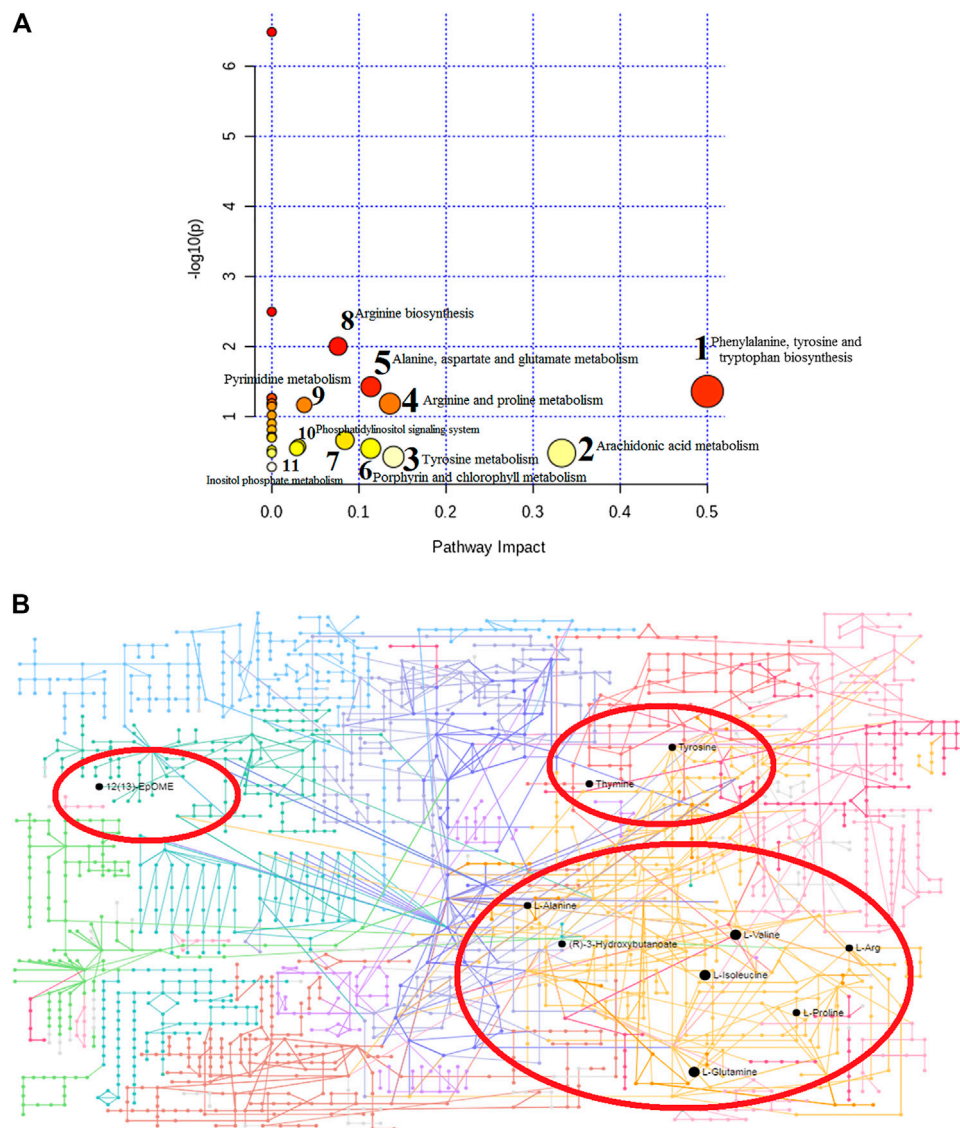 A
6
5
4
3
2
1
-log10(p)
8 Arginine biosynthesis
1 Phenylalanine, tyrosine and
tryptophan biosynthesis
5 Alanine, aspartate and glutamate metabolism
Pyrimidine metabolism
9
4 Arginine and proline metabolism
10 Phosphatidylinositol signaling system
2 Arachidonic acid metabolism
7
3 Tyrosine metabolism
11
6 Porphyrin and chlorophyll metabolism
Inositol phosphate metabolism
0.0 0.1 0.2 0.3 0.4 0.5
Pathway Impact
B
Tyrosine
12(13)-EpOME
Thymine
L-Alanine
L-Valine
(R)-3-Hydroxybutanoate
L-Arg
L-Isoleucine
L-Proline
L-Glutamine